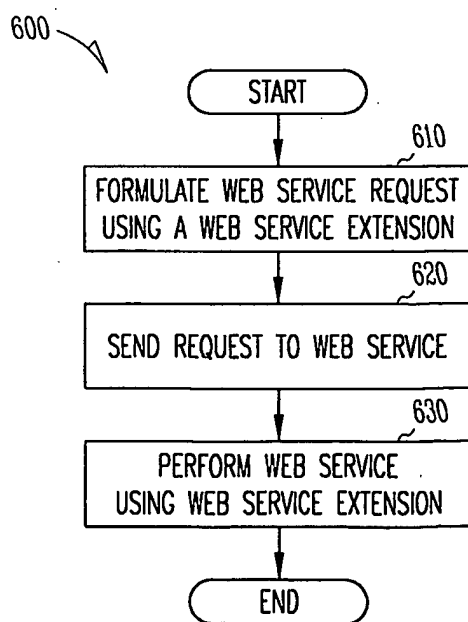 600
START
610
FORMULATE WEB SERVICE REQUEST
USING A WEB SERVICE EXTENSION
620
SEND REQUEST TO WEB SERVICE
630
PERFORM WEB SERVICE
USING WEB SERVICE EXTENSION
END